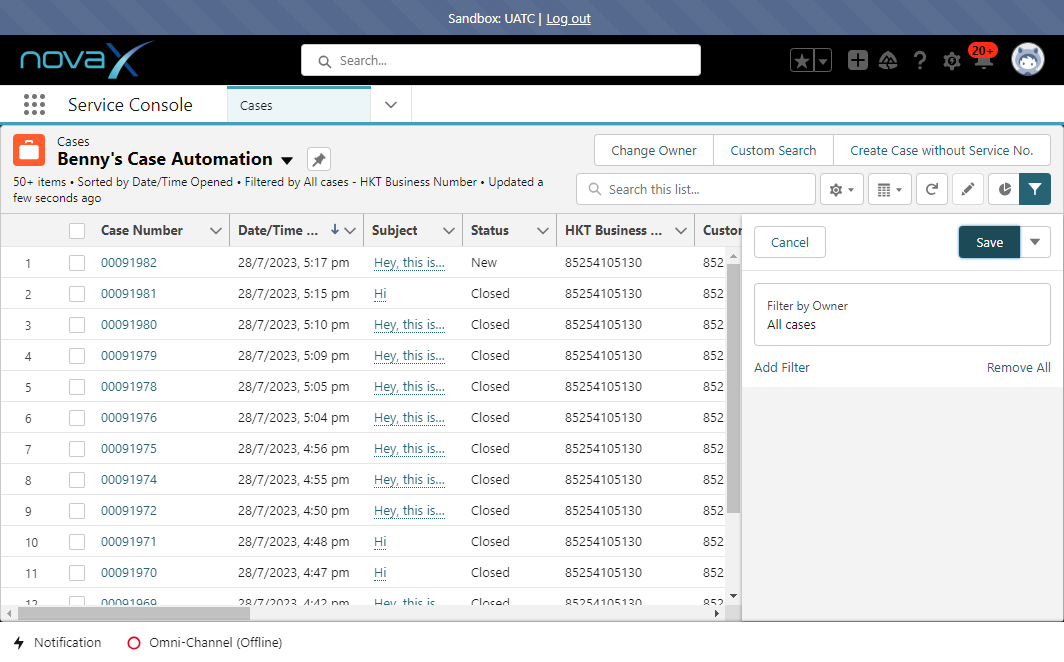 Sandbox: UATC | Log out
novaX
Search...
20+
Service Console
Cases
Cases
Benny's Case Automation
50+ items • Sorted by Date/Time Opened • Filtered by All cases - HKT Business Number • Updated a
few seconds ago
Change Owner
Custom Search
Create Case without Service No.
Search this list...
Case Number Date/Time ... Subject Status HKT Business ... Custor
1 00091982 28/7/2023, 5:17 pm Hey, this is... New 85254105130 852
2 00091981 28/7/2023, 5:15 pm Hi Closed 85254105130 852
3 00091980 28/7/2023, 5:10 pm Hey, this is... Closed 85254105130 852
4 00091979 28/7/2023, 5:09 pm Hey, this is... Closed 85254105130 852
5 00091978 28/7/2023, 5:05 pm Hey, this is... Closed 85254105130 852
6 00091976 28/7/2023, 5:04 pm Hey, this is... Closed 85254105130 852
7 00091975 28/7/2023, 4:56 pm Hey, this is... Closed 85254105130 852
8 00091974 28/7/2023, 4:55 pm Hey, this is... Closed 85254105130 852
9 00091972 28/7/2023, 4:50 pm Hey, this is... Closed 85254105130 852
10 00091971 28/7/2023, 4:48 pm Hi Closed 85254105130 852
11 00091970 28/7/2023, 4:47 pm Hi Closed 85254105130 852
12 00091969 28/7/2023, 4:42 pm Hey, this is... Closed 85254105130 852
Cancel
Save
Filter by Owner
All cases
Add Filter
Remove All
Notification
Omni-Channel (Offline)